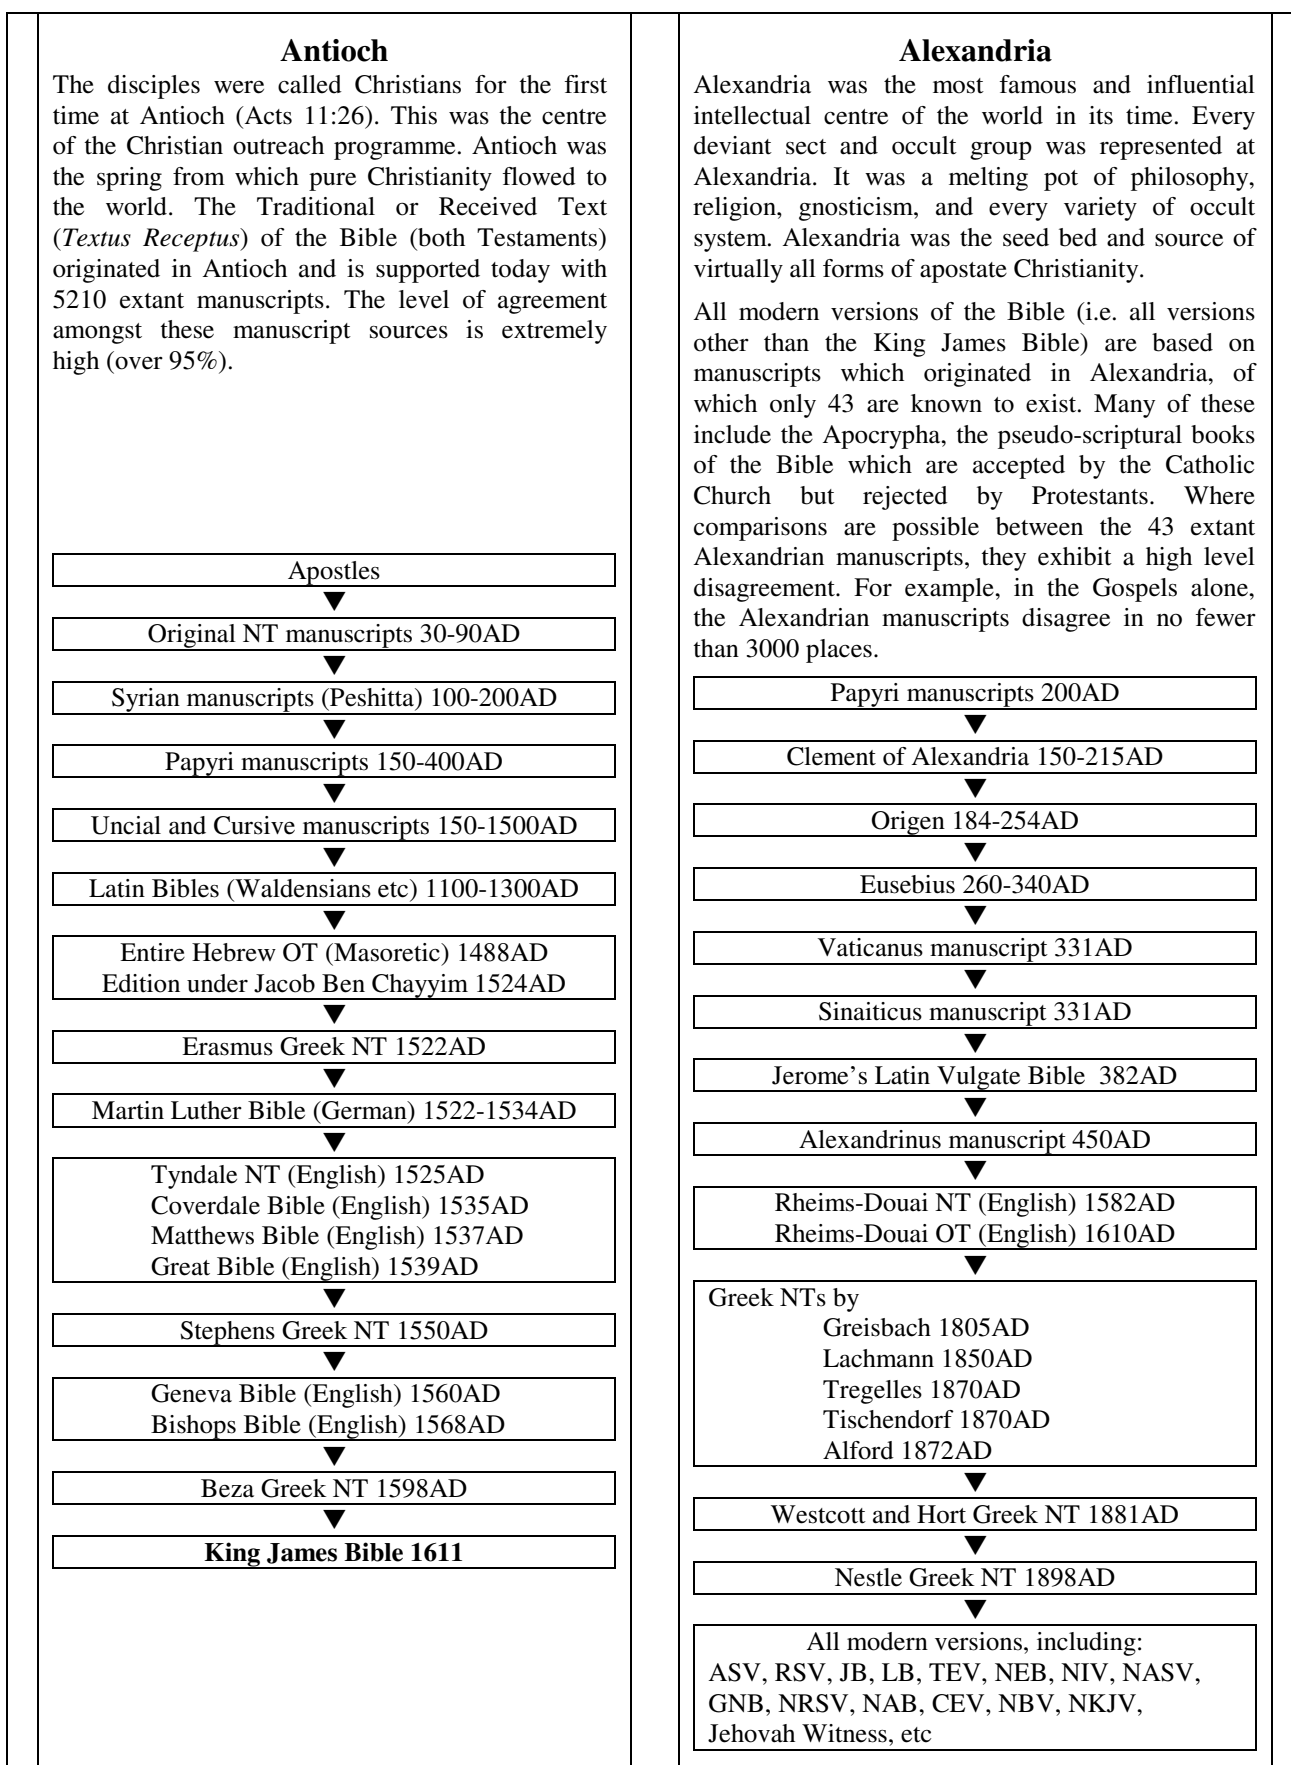 Antioch
The disciples were called Christians for the first
time at Antioch (Acts 11:26). This was the centre
of the Christian outreach programme. Antioch was
the spring from which pure Christianity flowed to
the world. The Traditional or Received Text
(Textus Receptus) of the Bible (both Testaments)
originated in Antioch and is supported today with
5210 extant manuscripts. The level of agreement
amongst these manuscript sources is extremely
high (over 95%).
Apostles
Original NT manuscripts 30-90AD
Syrian manuscripts (Peshitta) 100-200AD
Papyri manuscripts 150-400AD
Uncial and Cursive manuscripts 150-1500AD
Latin Bibles (Waldensians etc) 1100-1300AD
Entire Hebrew OT (Masoretic) 1488AD
Edition under Jacob Ben Chayyim 1524AD
Erasmus Greek NT 1522AD
Martin Luther Bible (German) 1522-1534AD
Tyndale NT (English) 1525AD
Coverdale Bible (English) 1535AD
Matthews Bible (English) 1537AD
Great Bible (English) 1539AD
Stephens Greek NT 1550AD
Geneva Bible (English) 1560AD
Bishops Bible (English) 1568AD
Beza Greek NT 1598AD
King James Bible 1611
Alexandria
Alexandria was the most famous and influential
intellectual centre of the world in its time. Every
deviant sect and occult group was represented at
Alexandria. It was a melting pot of philosophy,
religion, gnosticism, and every variety of occult
system. Alexandria was the seed bed and source of
virtually all forms of apostate Christianity.
All modern versions of the Bible (i.e. all versions
other than the King James Bible) are based on
manuscripts which originated in Alexandria, of
which only 43 are known to exist. Many of these
include the Apocrypha, the pseudo-scriptural books
of the Bible which are accepted by the Catholic
Church but rejected by Protestants. Where
comparisons are possible between the 43 extant
Alexandrian manuscripts, they exhibit a high level
disagreement. For example, in the Gospels alone,
the Alexandrian manuscripts disagree in no fewer
than 3000 places.
Papyri manuscripts 200AD
Clement of Alexandria 150-215AD
Origen 184-254AD
Eusebius 260-340AD
Vaticanus manuscript 331AD
Sinaiticus manuscript 331AD
Jerome’s Latin Vulgate Bible 382AD
Alexandrinus manuscript 450AD
Rheims-Douai NT (English) 1582AD
Rheims-Douai OT (English) 1610AD
Greek NTs by
Greisbach 1805AD
Lachmann 1850AD
Tregelles 1870AD
Tischendorf 1870AD
Alford 1872AD
Westcott and Hort Greek NT 1881AD
Nestle Greek NT 1898AD
All modern versions, including:
ASV, RSV, JB, LB, TEV, NEB, NIV, NASV,
GNB, NRSV, NAB, CEV, NBV, NKJV,
Jehovah Witness, etc